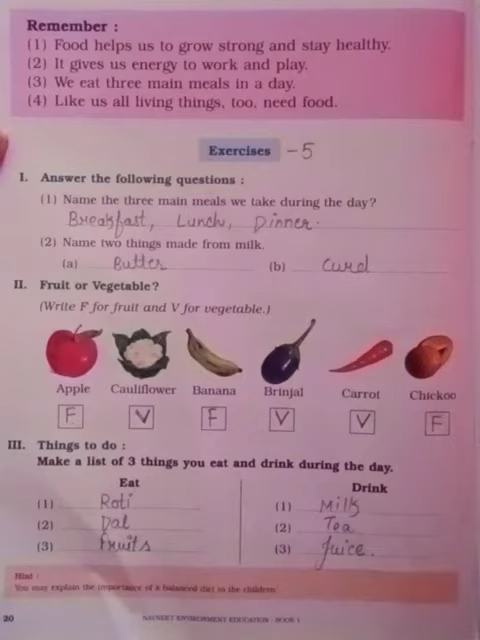 Remember :
(1) Food helps us to grow strong and stay healthy.
(2) It gives us energy to work and play.
(3) We eat three main meals in a day.
(4) Like us all living things, too, need food.
Exercises - 5
I. Answer the following questions :
(1) Name the three main meals we take during the day?
Breakfast, Lunch, Dinner.
(2) Name two things made from milk.
(a) Butter (b) Curd
II. Fruit or Vegetable?
(Write F for fruit and V for vegetable.)
Apple Cauliflower Banana Brinjal Carrot Chickoo
F V F V V F
III. Things to do :
Make a list of 3 things you eat and drink during the day.
Eat Drink
(1) Roti (1) Milk
(2) Dal (2) Tea
(3) Fruits (3) Juice.
Hint :
You may explain the importance of a balanced diet to the children.
20 NAVNEET ENVIRONMENT EDUCATION - BOOK 1